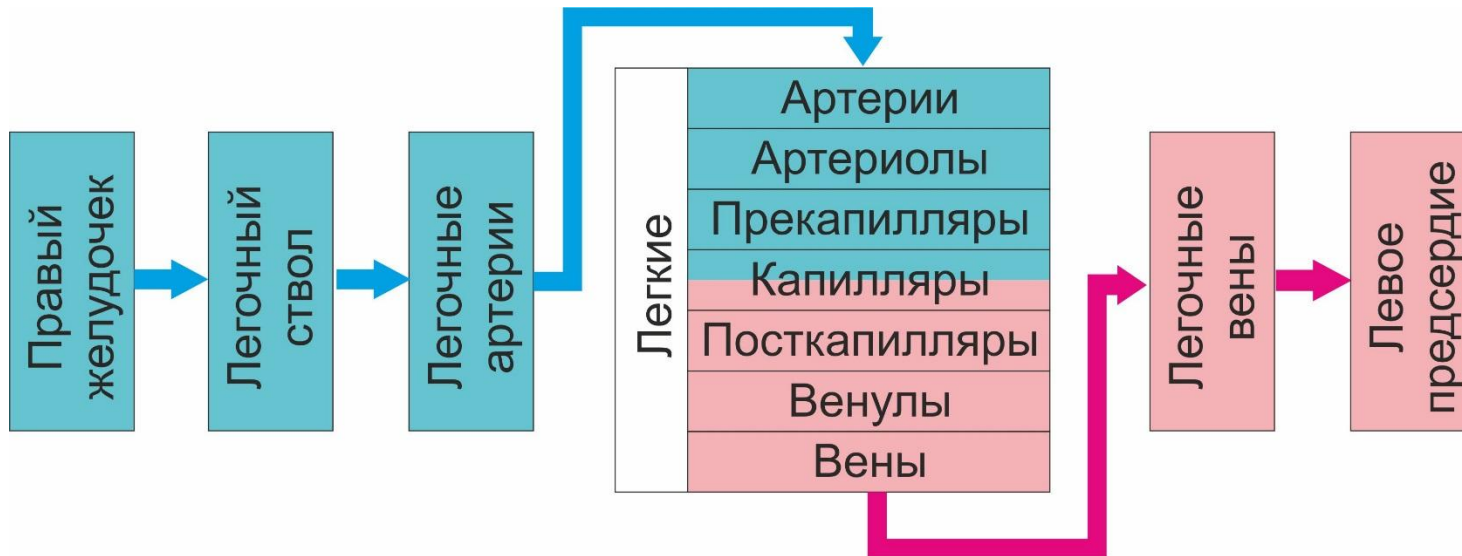 Правый
желудочек
Легочный
ствол
Легочные
артерии
Легкие
Артерии
Артериолы
Прекапилляры
Капилляры
Посткапилляры
Венулы
Вены
Легочные
вены
Левое
предсердие